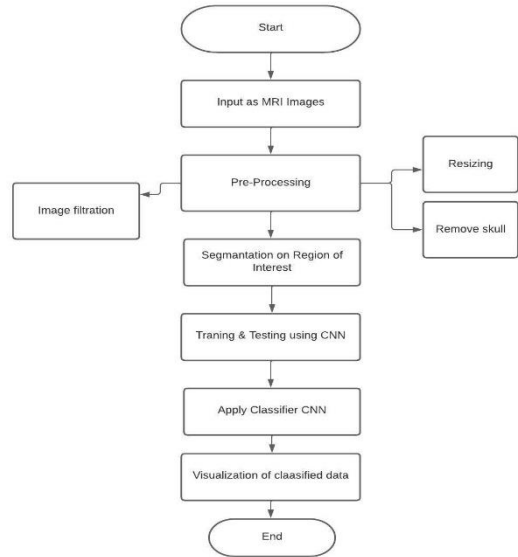 Start
Input as MRI Images
Pre-Processing
Resizing
Image filtration
Remove skull
Segmantation on Region of
Interest
Traning & Testing using CNN
Apply Classifier CNN
Visualization of claasified data
End